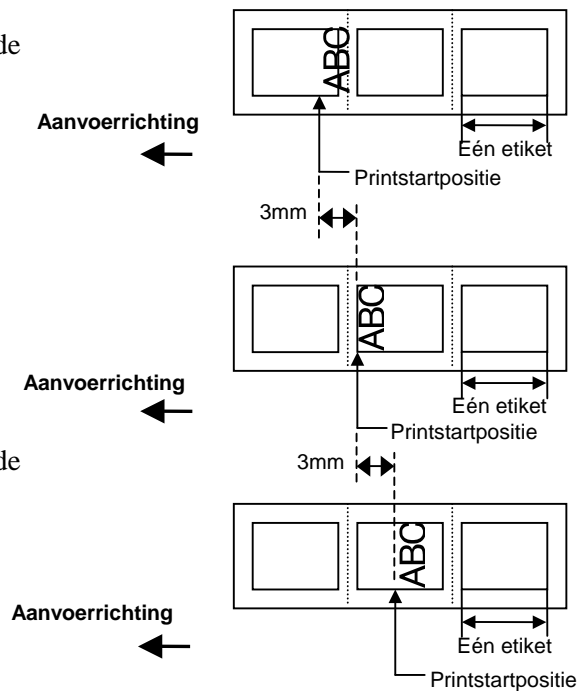 de
ABC
Aanvoerrichting
Eén etiket
Printstartpositie
3mm
ABC
Aanvoerrichting
Eén etiket
Printstartpositie
de
3mm
ABC
Aanvoerrichting
Eén etiket
Printstartpositie